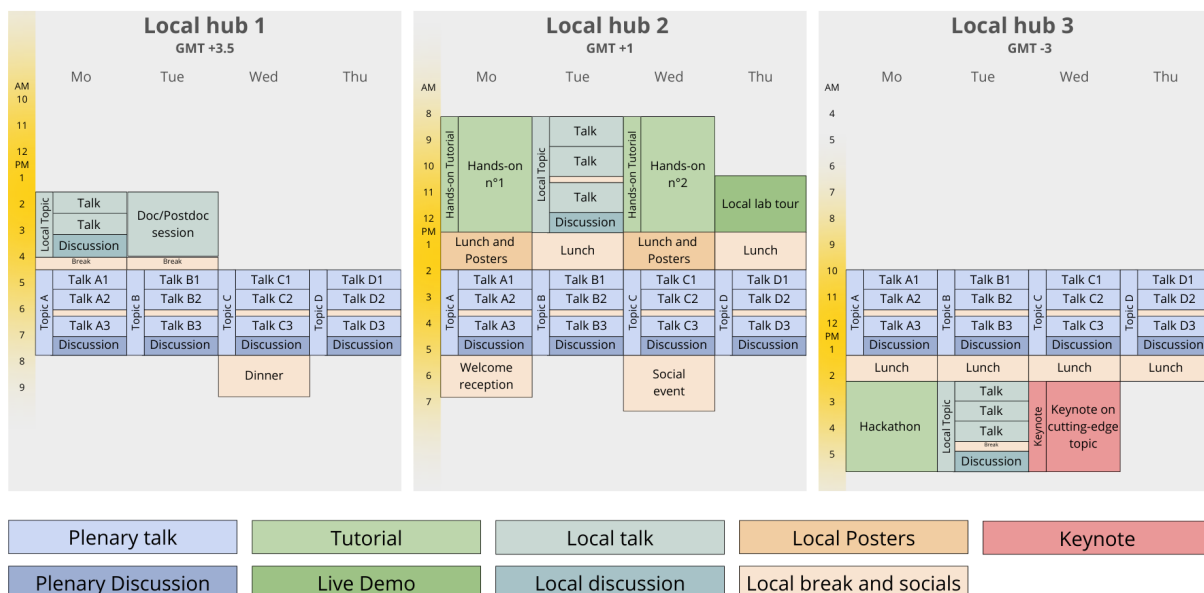 Local hub 1
GMT +3.5
Mo Tue Wed Thu
AM
10
11
12
PM
1
2
3
4
5
6
7
8
9
Local Topic
Talk
Talk
Discussion
Break
Doc/Postdoc
session
Break
Topic A
Talk A1
Talk A2
Talk A3
Discussion
Topic B
Talk B1
Talk B2
Talk B3
Discussion
Topic C
Talk C1
Talk C2
Talk C3
Discussion
Topic D
Talk D1
Talk D2
Talk D3
Discussion
Dinner
Local hub 2
GMT +1
Mo Tue Wed Thu
AM
8
9
10
11
12
PM
1
2
3
4
5
6
7
Hands-on Tutorial
Hands-on
n°1
Local Topic
Talk
Talk
Talk
Discussion
Hands-on Tutorial
Hands-on
n°2
Local lab tour
Lunch and
Posters
Lunch
Lunch and
Posters
Lunch
Topic A
Talk A1
Talk A2
Talk A3
Discussion
Topic B
Talk B1
Talk B2
Talk B3
Discussion
Topic C
Talk C1
Talk C2
Talk C3
Discussion
Topic D
Talk D1
Talk D2
Talk D3
Discussion
Welcome
reception
Social
event
Local hub 3
GMT -3
Mo Tue Wed Thu
AM
4
5
6
7
8
9
10
11
12
PM
1
2
3
4
5
Topic A
Talk A1
Talk A2
Talk A3
Discussion
Topic B
Talk B1
Talk B2
Talk B3
Discussion
Topic C
Talk C1
Talk C2
Talk C3
Discussion
Topic D
Talk D1
Talk D2
Talk D3
Discussion
Lunch
Lunch
Lunch
Lunch
Hackathon
Local Topic
Talk
Talk
Talk
Break
Discussion
Keynote
Keynote on
cutting-edge
topic
Plenary talk
Tutorial
Local talk
Local Posters
Keynote
Plenary Discussion
Live Demo
Local discussion
Local break and socials